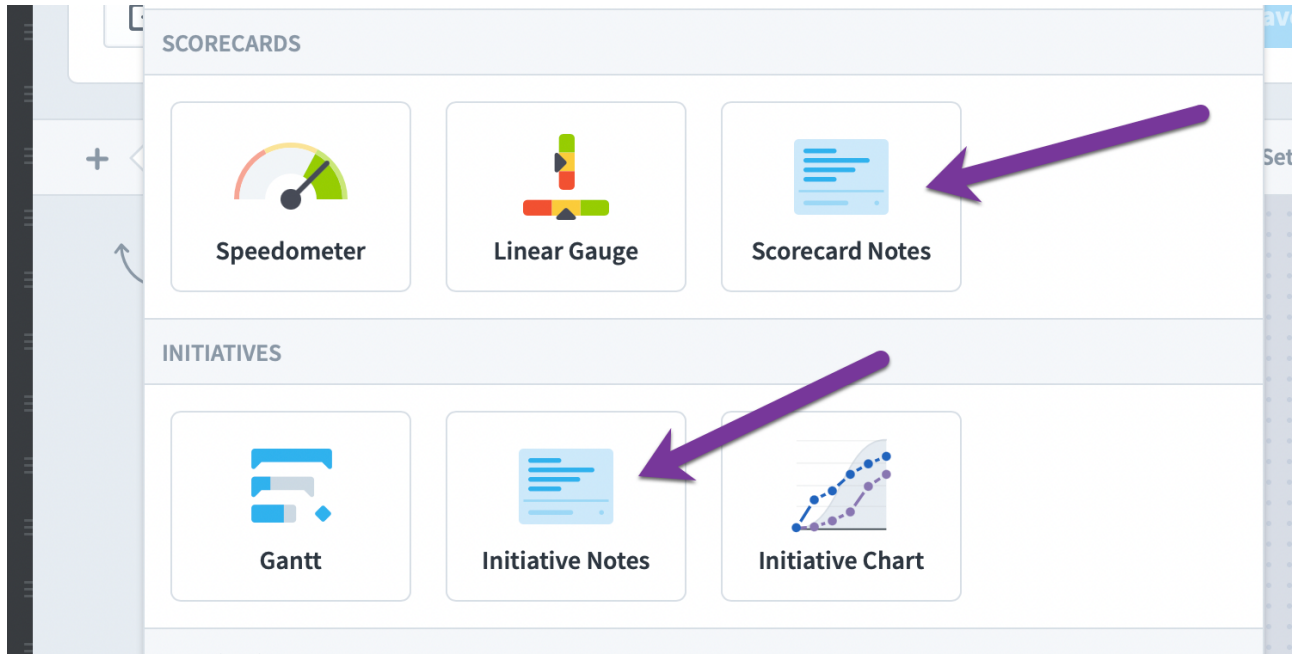 SCORECARDS
Speedometer
Linear Gauge
Scorecard Notes
INITIATIVES
Gantt
Initiative Notes
Initiative Chart